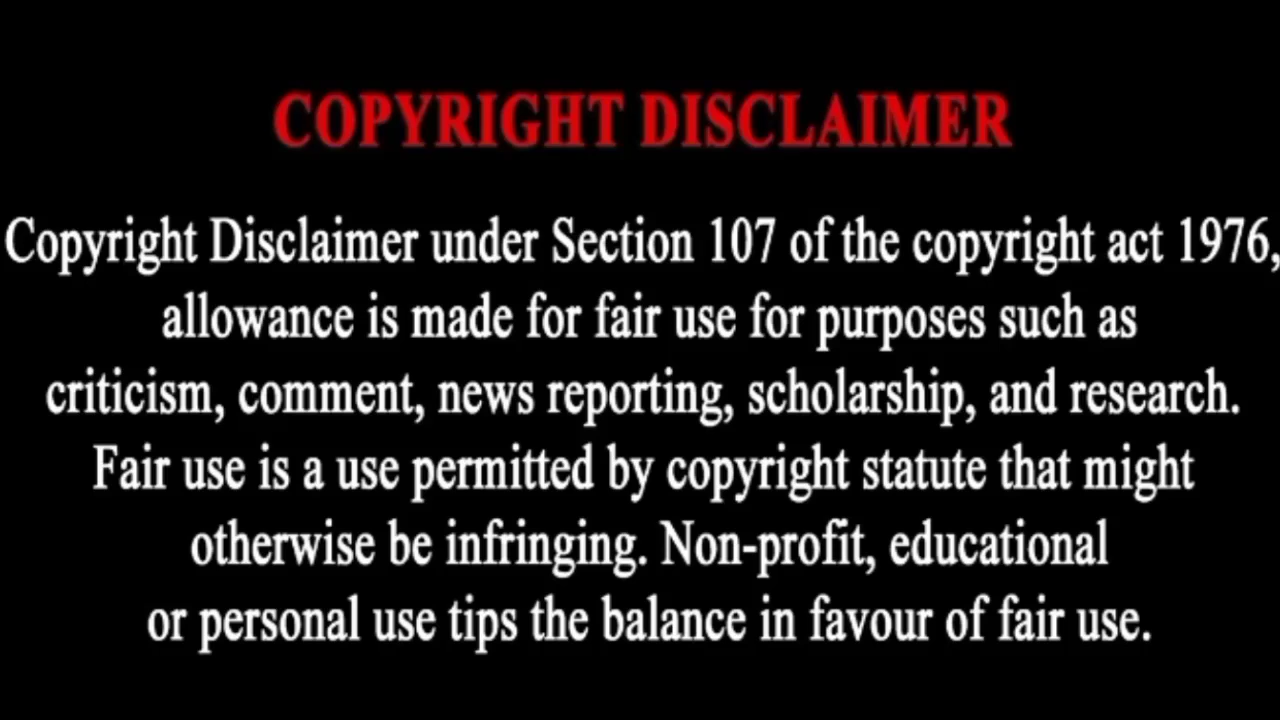 COPYRIGHT DISCLAIMER
Copyright Disclaimer under Section 107 of the copyright act 1976,
allowance is made for fair use for purposes such as
criticism, comment, news reporting, scholarship, and research.
Fair use is a use permitted by copyright statute that might
otherwise be infringing. Non-profit, educational
or personal use tips the balance in favour of fair use.